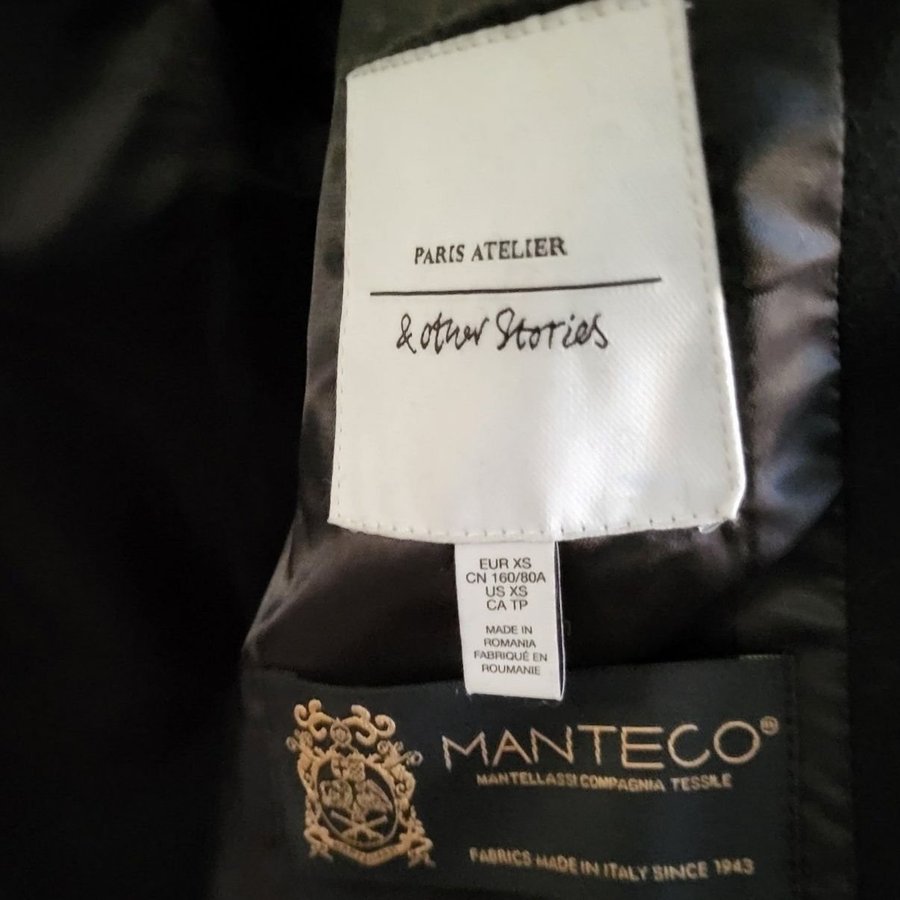 PARIS ATELIER
& other Stories
EUR XS
CN 160/80A
US XS
CA TP
MADE IN
ROMANIA
FABRIQUÉ EN
ROUMANIE
MANTECO®
MANTELLASSI COMPAGNIA TESSILE
FABRICS MADE IN ITALY SINCE 1943